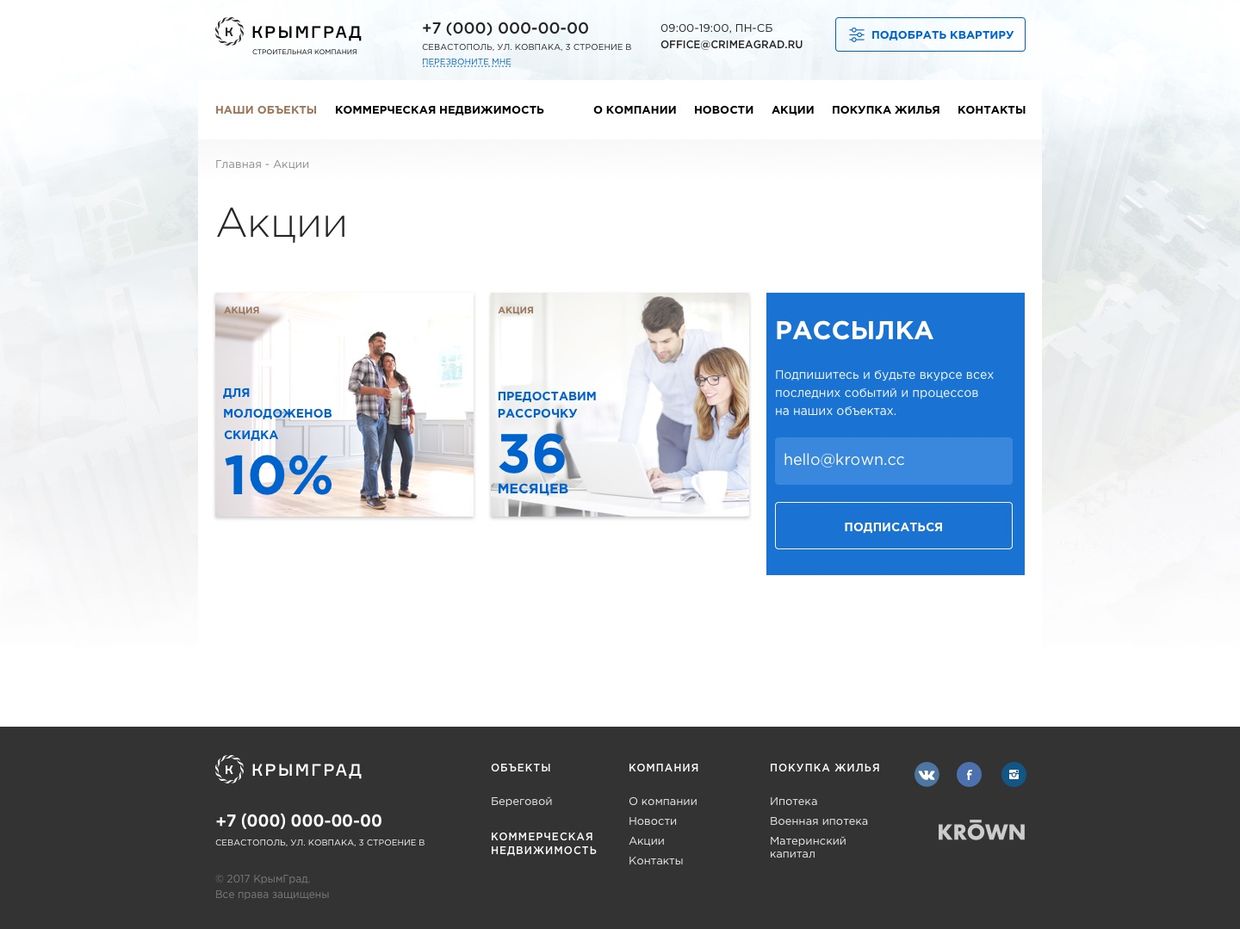 К КРЫМГРАД
СТРОИТЕЛЬНАЯ КОМПАНИЯ
+7 (000) 000-00-00
СЕВАСТОПОЛЬ, УЛ. КОВПАКА, 3 СТРОЕНИЕ В
ПЕРЕЗВОНИТЕ МНЕ
09:00-19:00, ПН-СБ
OFFICE@CRIMEAGRAD.RU
ПОДОБРАТЬ КВАРТИРУ
НАШИ ОБЪЕКТЫ КОММЕРЧЕСКАЯ НЕДВИЖИМОСТЬ О КОМПАНИИ НОВОСТИ АКЦИИ ПОКУПКА ЖИЛЬЯ КОНТАКТЫ
Главная - Акции
Акции
АКЦИЯ
ДЛЯ
МОЛОДОЖЕНОВ
СКИДКА
10%
АКЦИЯ
ПРЕДОСТАВИМ
РАССРОЧКУ
36
МЕСЯЦЕВ
РАССЫЛКА
Подпишитесь и будьте вкурсе всех
последних событий и процессов
на наших объектах.
hello@krown.cc
ПОДПИСАТЬСЯ
К КРЫМГРАД
+7 (000) 000-00-00
СЕВАСТОПОЛЬ, УЛ. КОВПАКА, 3 СТРОЕНИЕ В
© 2017 КрымГрад.
Все права защищены
ОБЪЕКТЫ
Береговой
КОММЕРЧЕСКАЯ
НЕДВИЖИМОСТЬ
КОМПАНИЯ
О компании
Новости
Акции
Контакты
ПОКУПКА ЖИЛЬЯ
Ипотека
Военная ипотека
Материнский
капитал
KRŌWN